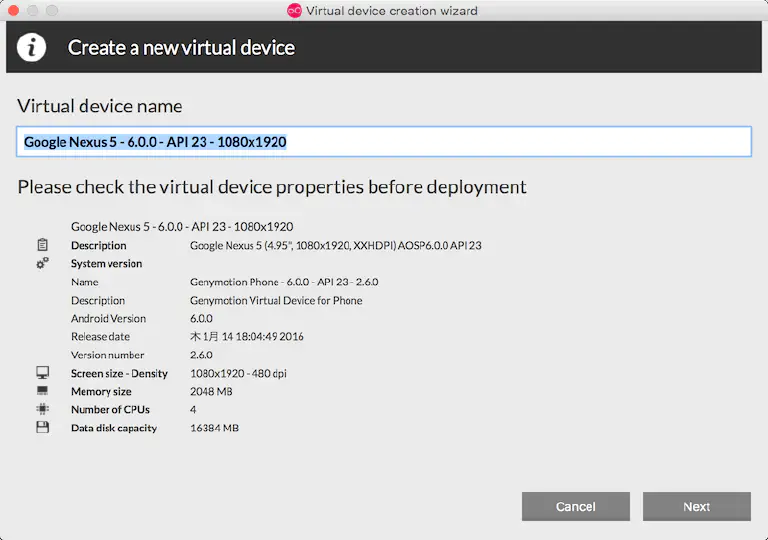 Virtual device creation wizard
Create a new virtual device
Virtual device name
Google Nexus 5 - 6.0.0 - API 23 - 1080x1920
Please check the virtual device properties before deployment
Google Nexus 5 - 6.0.0 - API 23 - 1080x1920
Description Google Nexus 5 (4.95", 1080x1920, XXHDPI) AOSP6.0.0 API 23
System version
Name Genymotion Phone - 6.0.0 - API 23 - 2.6.0
Description Genymotion Virtual Device for Phone
Android Version 6.0.0
Release date 木 1月 14 18:04:49 2016
Version number 2.6.0
Screen size - Density 1080x1920 - 480 dpi
Memory size 2048 MB
Number of CPUs 4
Data disk capacity 16384 MB
Cancel Next